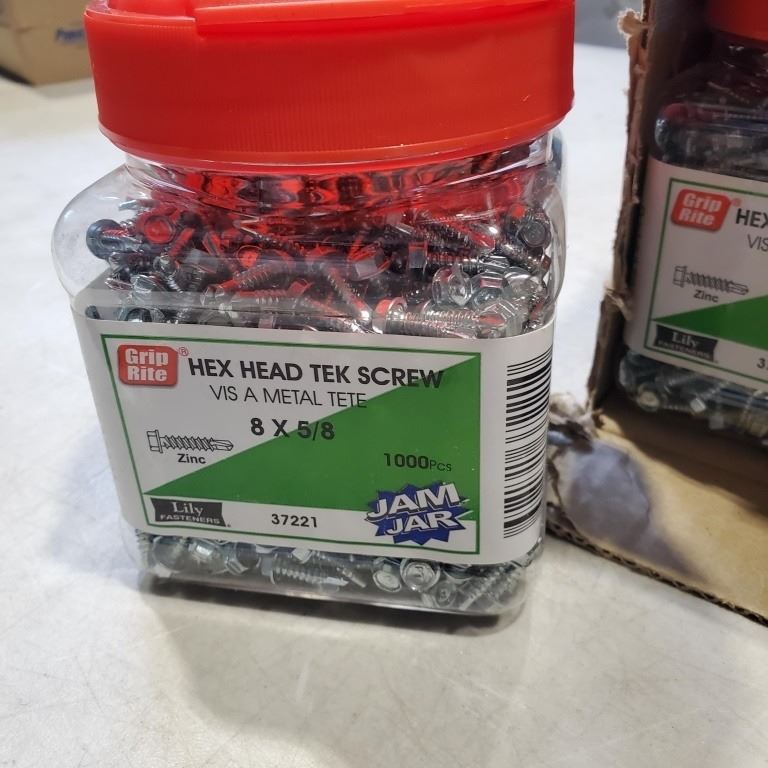 Grip
Rite®
HEX HEAD TEK SCREW
VIS A METAL TETE
8 X 5/8
Zinc
1000Pcs
JAM
JAR
Lily
FASTENERS
37221
Grip
Rite®
HEX
VIS
Zinc
Lily
FASTENERS
3